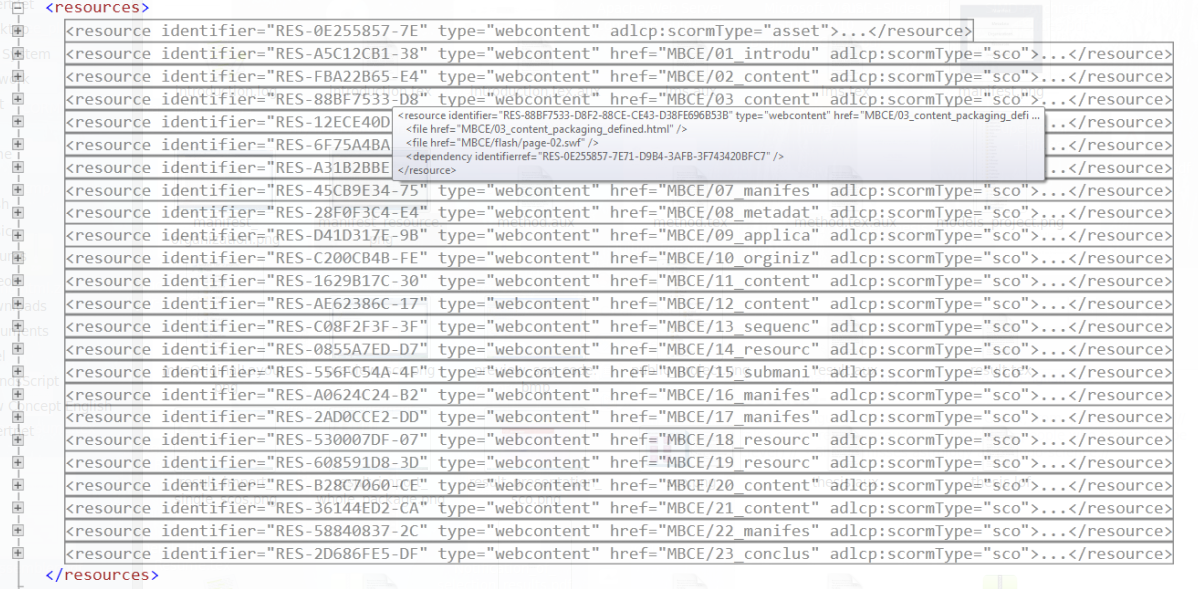 <resources>
<resource identifier="RES-0E255857-7E" type="webcontent" adlcp:scormType="asset">...</resource>
<resource identifier="RES-A5C12CB1-38" type="webcontent" href="MBCE/01_introdu" adlcp:scormType="sco">...</resource>
<resource identifier="RES-FBA22B65-E4" type="webcontent" href="MBCE/02_content" adlcp:scormType="sco">...</resource>
<resource identifier="RES-88BF7533-D8" type="webcontent" href="MBCE/03_content" adlcp:scormType="sco">...</resource>
<resource identifier="RES-12ECE40D ...</resource>
<resource identifier="RES-88BF7533-D8F2-88CE-CE43-D38FE696B53B" type="webcontent" href="MBCE/03_content_packaging_defi ...
<file href="MBCE/03_content_packaging_defined.html" />
<file href="MBCE/flash/page-02.swf" />
<dependency identifierref="RES-0E255857-7E71-D9B4-3AFB-3F743420BFC7" />
</resource>
<resource identifier="RES-6F75A4BA ...</resource>
<resource identifier="RES-A31B2BBE ...</resource>
<resource identifier="RES-45CB9E34-75" type="webcontent" href="MBCE/07_manifes" adlcp:scormType="sco">...</resource>
<resource identifier="RES-28F0F3C4-E4" type="webcontent" href="MBCE/08_metadat" adlcp:scormType="sco">...</resource>
<resource identifier="RES-D41D317E-9B" type="webcontent" href="MBCE/09_applica" adlcp:scormType="sco">...</resource>
<resource identifier="RES-C200CB4B-FE" type="webcontent" href="MBCE/10_orginiz" adlcp:scormType="sco">...</resource>
<resource identifier="RES-1629B17C-30" type="webcontent" href="MBCE/11_content" adlcp:scormType="sco">...</resource>
<resource identifier="RES-AE62386C-17" type="webcontent" href="MBCE/12_content" adlcp:scormType="sco">...</resource>
<resource identifier="RES-C08F2F3F-3F" type="webcontent" href="MBCE/13_sequenc" adlcp:scormType="sco">...</resource>
<resource identifier="RES-0855A7ED-D7" type="webcontent" href="MBCE/14_resourc" adlcp:scormType="sco">...</resource>
<resource identifier="RES-556FC54A-4F" type="webcontent" href="MBCE/15_submani" adlcp:scormType="sco">...</resource>
<resource identifier="RES-A0624C24-B2" type="webcontent" href="MBCE/16_manifes" adlcp:scormType="sco">...</resource>
<resource identifier="RES-2AD0CCE2-DD" type="webcontent" href="MBCE/17_manifes" adlcp:scormType="sco">...</resource>
<resource identifier="RES-530007DF-07" type="webcontent" href="MBCE/18_resourc" adlcp:scormType="sco">...</resource>
<resource identifier="RES-608591D8-3D" type="webcontent" href="MBCE/19_resourc" adlcp:scormType="sco">...</resource>
<resource identifier="RES-B28C7060-CE" type="webcontent" href="MBCE/20_content" adlcp:scormType="sco">...</resource>
<resource identifier="RES-36144ED2-CA" type="webcontent" href="MBCE/21_content" adlcp:scormType="sco">...</resource>
<resource identifier="RES-58840837-2C" type="webcontent" href="MBCE/22_manifes" adlcp:scormType="sco">...</resource>
<resource identifier="RES-2D686FE5-DF" type="webcontent" href="MBCE/23_conclus" adlcp:scormType="sco">...</resource>
</resources>